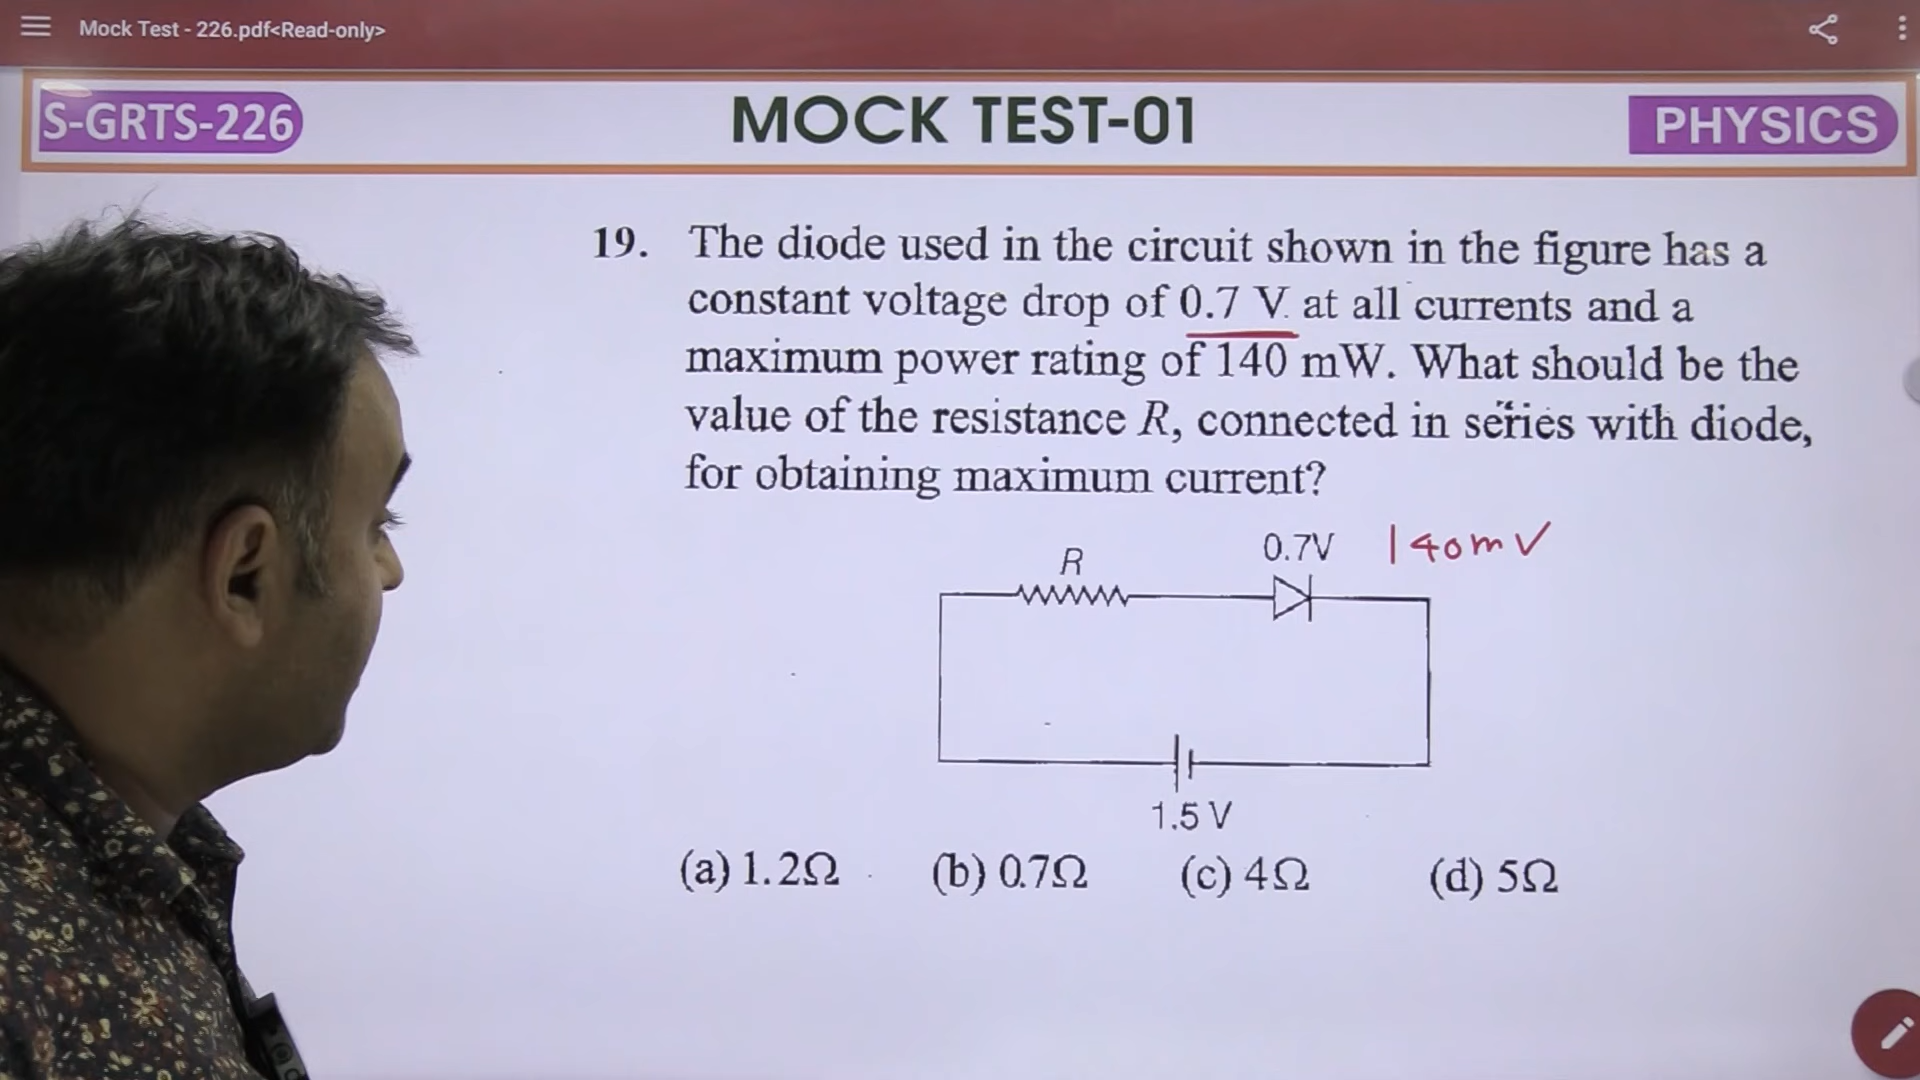 Mock Test - 226.pdf<Read-only>
S-GRTS-226
MOCK TEST-01
PHYSICS
19. The diode used in the circuit shown in the figure has a
constant voltage drop of 0.7 V. at all currents and a
maximum power rating of 140 mW. What should be the
value of the resistance R, connected in series with diode,
for obtaining maximum current?
R
0.7V
140mV
1.5 V
(a) 1.2Ω (b) 0.7Ω (c) 4Ω (d) 5Ω